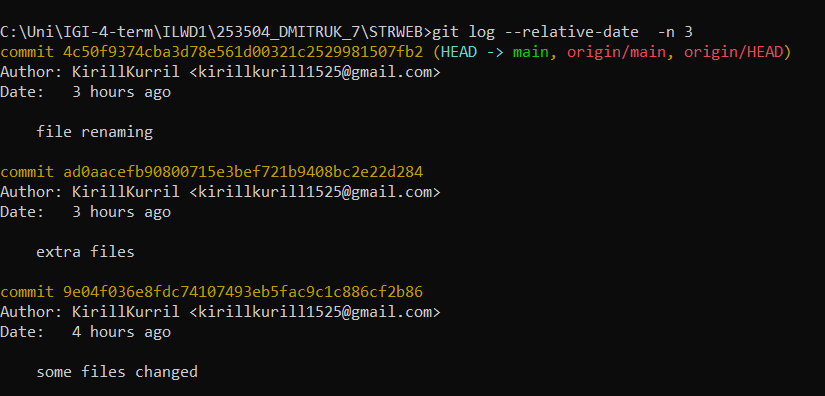 C:\Uni\IGI-4-term\ILWD1\253504_DMITRUK_7\STRWEB>git log --relative-date  -n 3
commit 4c50f9374cba3d78e561d00321c2529981507fb2 (HEAD -> main, origin/main, origin/HEAD)
Author: KirillKurril <kirillkurill1525@gmail.com>
Date:   3 hours ago

    file renaming

commit ad0aacefb90800715e3bef721b9408bc2e22d284
Author: KirillKurril <kirillkurill1525@gmail.com>
Date:   3 hours ago

    extra files

commit 9e04f036e8fdc74107493eb5fac9c1c886cf2b86
Author: KirillKurril <kirillkurill1525@gmail.com>
Date:   4 hours ago

    some files changed